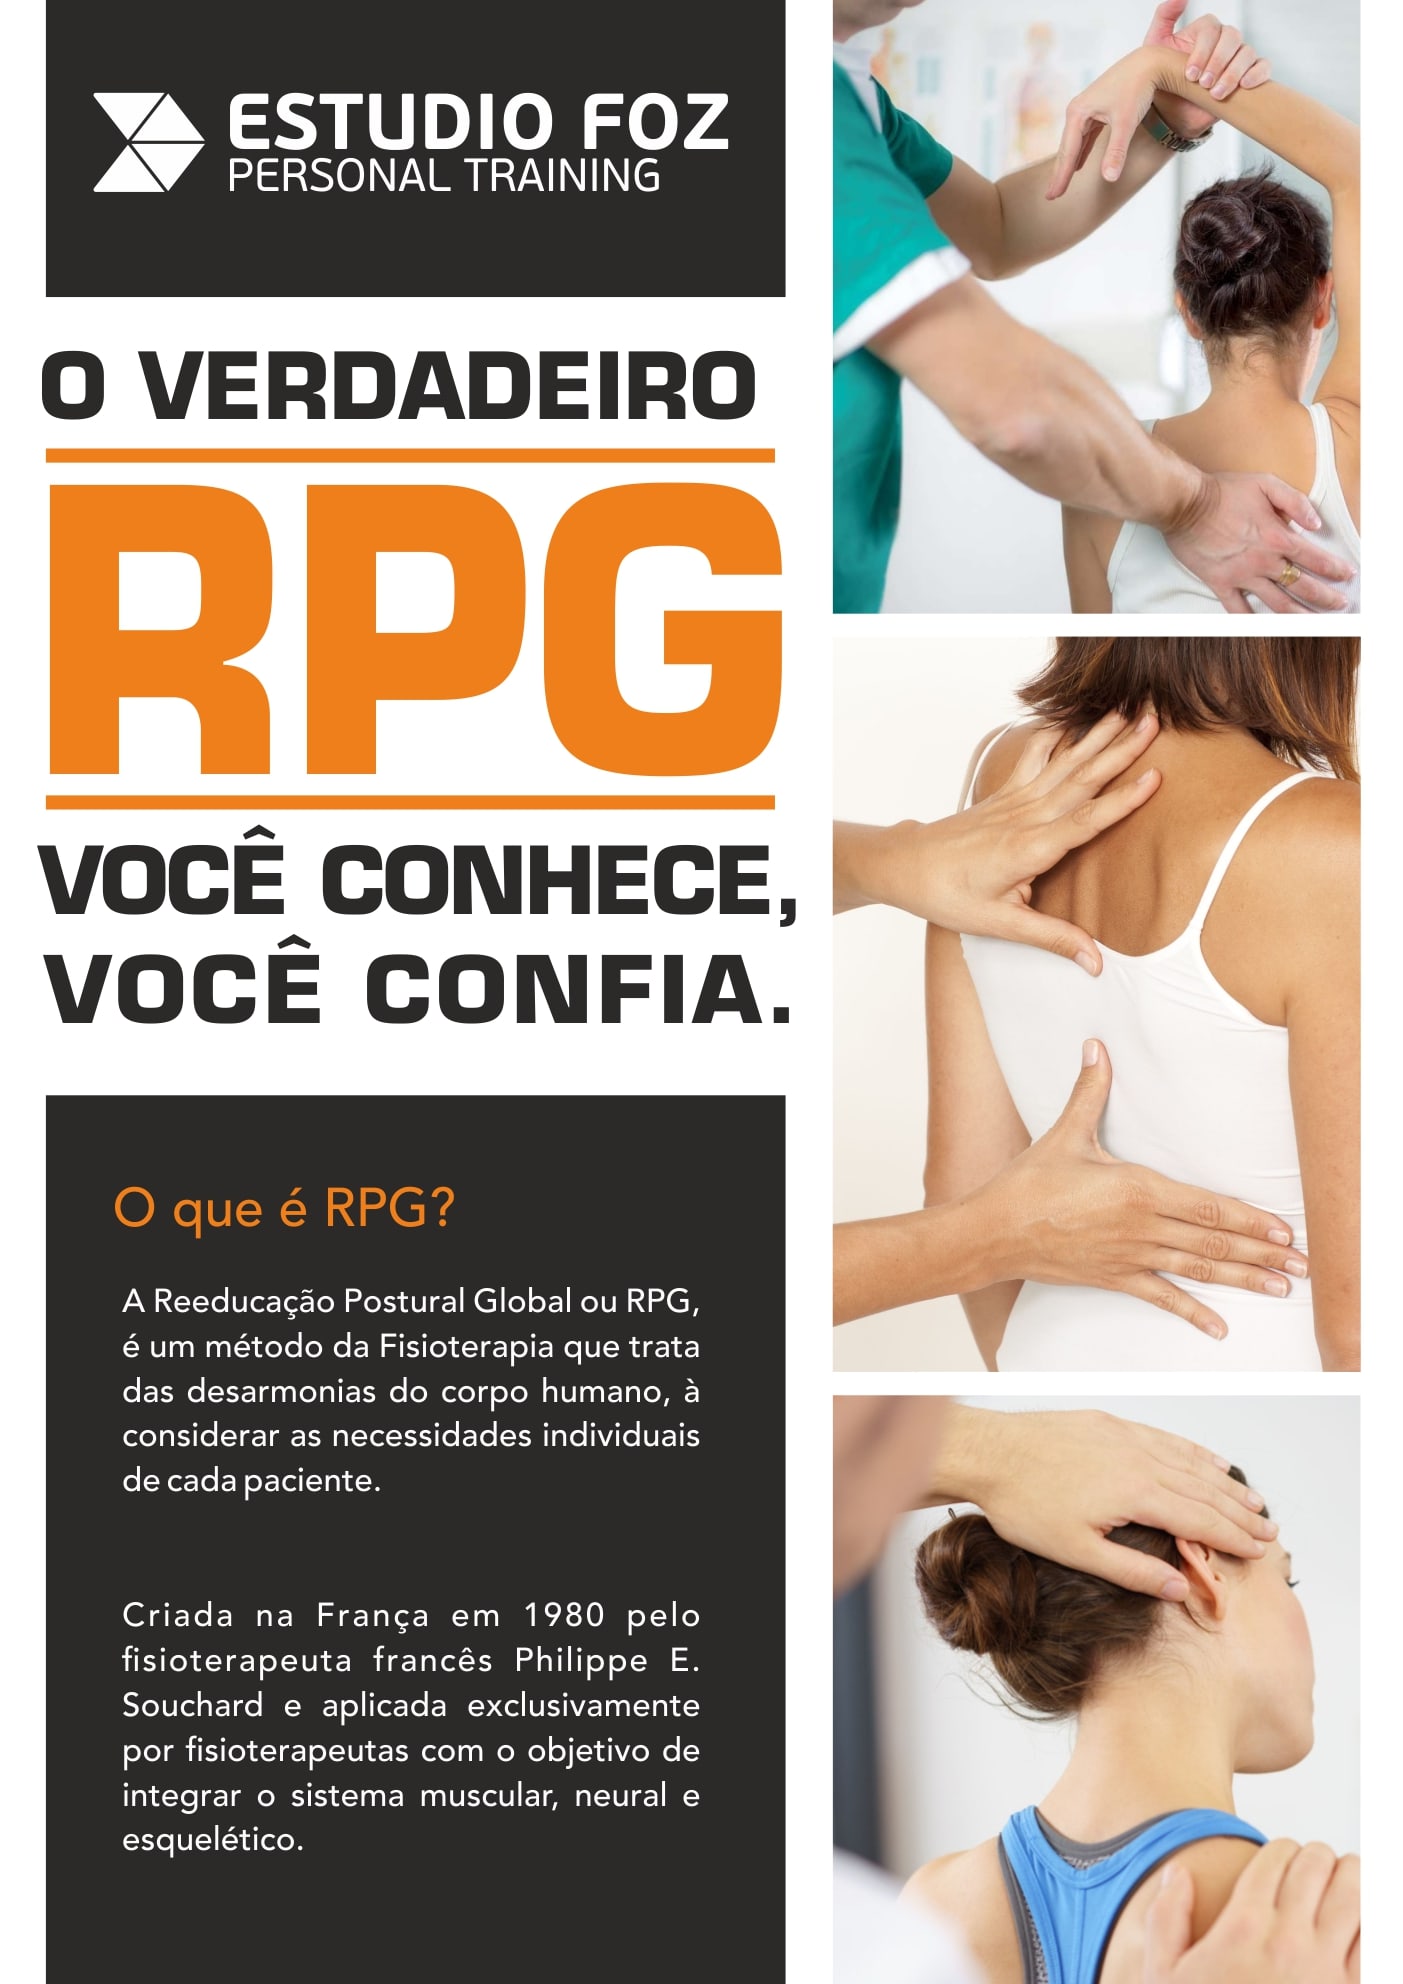 ESTUDIO FOZ
PERSONAL TRAINING
O VERDADEIRO
RPG
VOCÊ CONHECE,
VOCÊ CONFIA.
O que é RPG?
A Reeducação Postural Global ou RPG,
é um método da Fisioterapia que trata
das desarmonias do corpo humano, à
considerar as necessidades individuais
de cada paciente.
Criada na França em 1980 pelo
fisioterapeuta francês Philippe E.
Souchard e aplicada exclusivamente
por fisioterapeutas com o objetivo de
integrar o sistema muscular, neural e
esquelético.